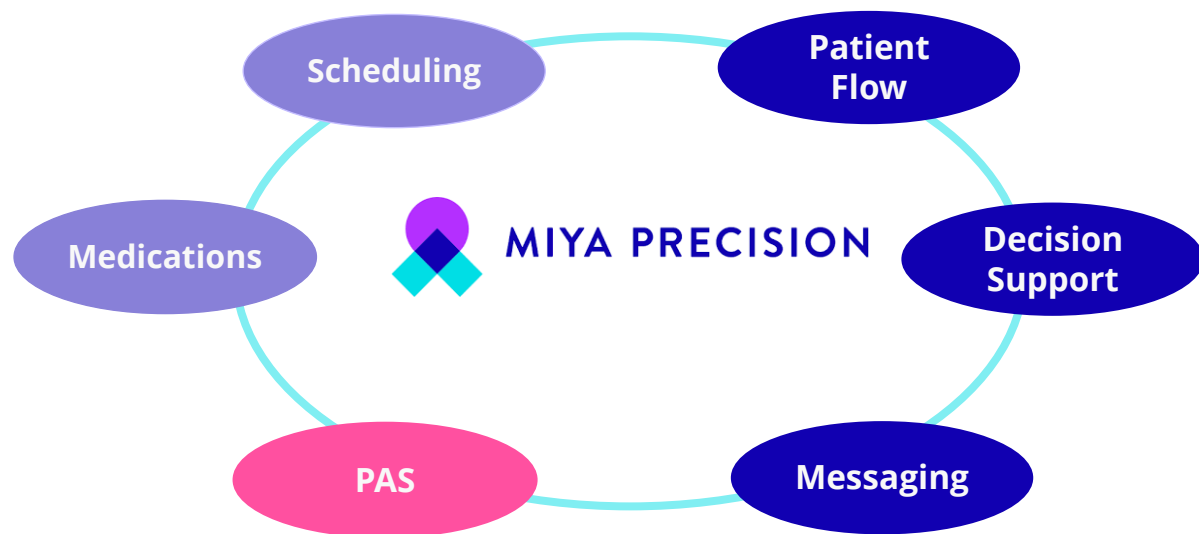 Scheduling
Patient
Flow
Medications
MIYA PRECISION
Decision
Support
PAS
Messaging